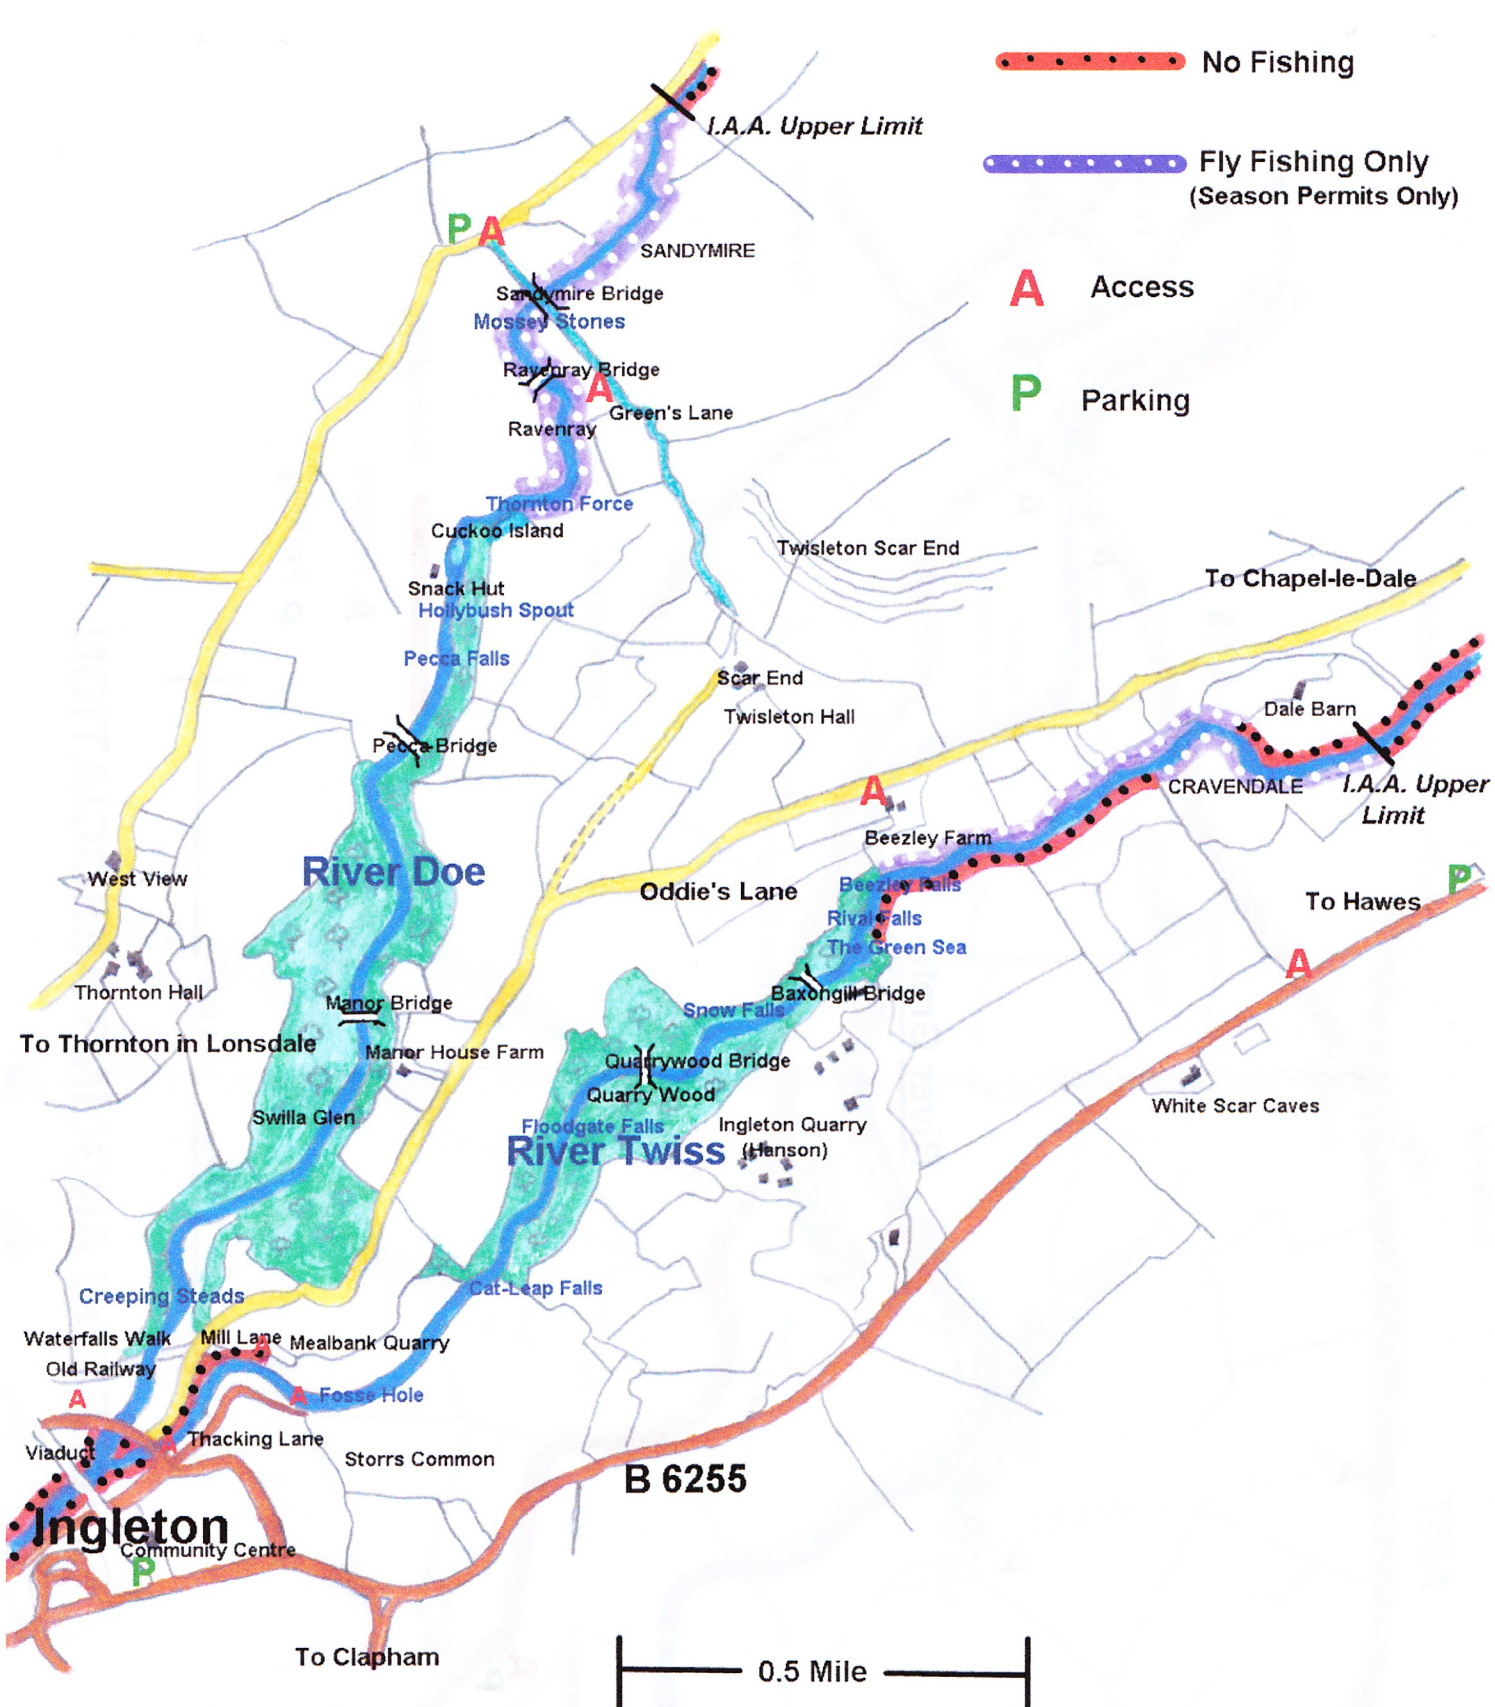 No Fishing
I.A.A. Upper Limit
Fly Fishing Only
(Season Permits Only)
P A
SANDYMIRE
A Access
Sandymire Bridge
Mossey Stones
Ravenray Bridge
A
P Parking
Green's Lane
Ravenray
Thornton Force
Cuckoo Island
Twisleton Scar End
To Chapel-le-Dale
Snack Hut
Hollybush Spout
Pecca Falls
Scar End
Dale Barn
Twisleton Hall
Pecca Bridge
A
CRAVENDALE
I.A.A. Upper
Limit
Beezley Farm
River Doe
West View
Oddie's Lane
Beezley Falls
P
To Hawes
Rival Falls
The Green Sea
A
Thornton Hall
Manor Bridge
Baxongill Bridge
Snow Falls
To Thornton in Lonsdale
Manor House Farm
Quarrywood Bridge
Quarry Wood
White Scar Caves
Swilla Glen
Floodgate Falls
Ingleton Quarry
(Hanson)
River Twiss
Creeping Steads
Cat-Leap Falls
Waterfalls Walk
Mill Lane
A
Mealbank Quarry
Old Railway
A
A
Fosse Hole
Viaduct
A
Thacking Lane
Storrs Common
B 6255
Ingleton
Community Centre
P
To Clapham
0.5 Mile